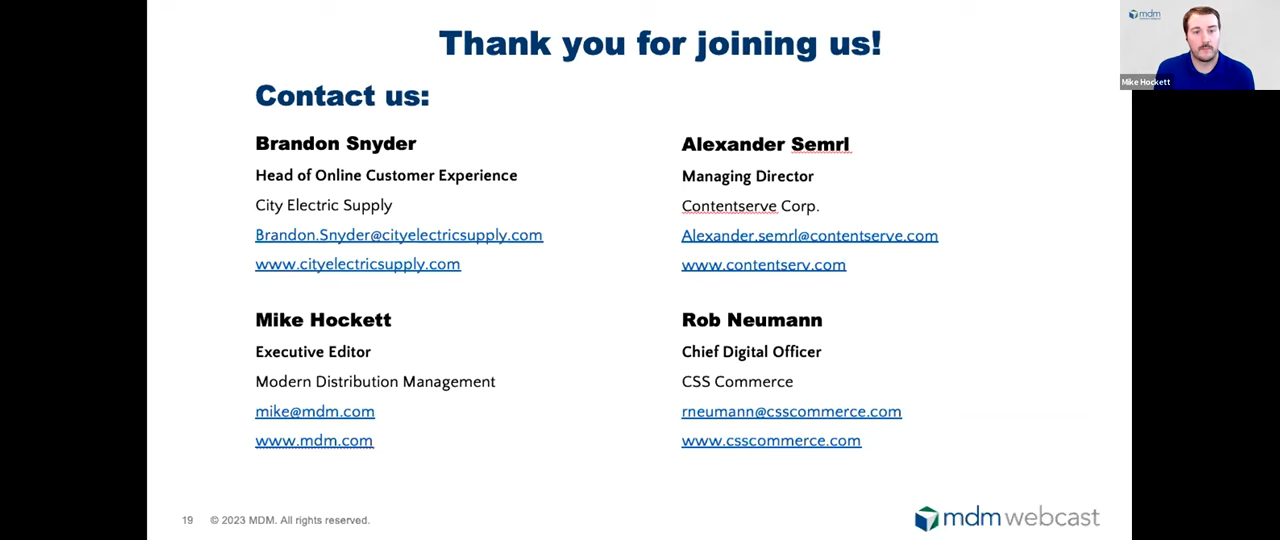 Thank you for joining us!
Contact us:
Brandon Snyder
Head of Online Customer Experience
City Electric Supply
Brandon.Snyder@cityelectricsupply.com
www.cityelectricsupply.com
Alexander Semrl
Managing Director
Contentserve Corp.
Alexander.semrl@contentserve.com
www.contentserv.com
Mike Hockett
Executive Editor
Modern Distribution Management
mike@mdm.com
www.mdm.com
Rob Neumann
Chief Digital Officer
CSS Commerce
rneumann@csscommerce.com
www.csscommerce.com
19 © 2023 MDM. All rights reserved.
mdm webcast
mdm
Mike Hockett